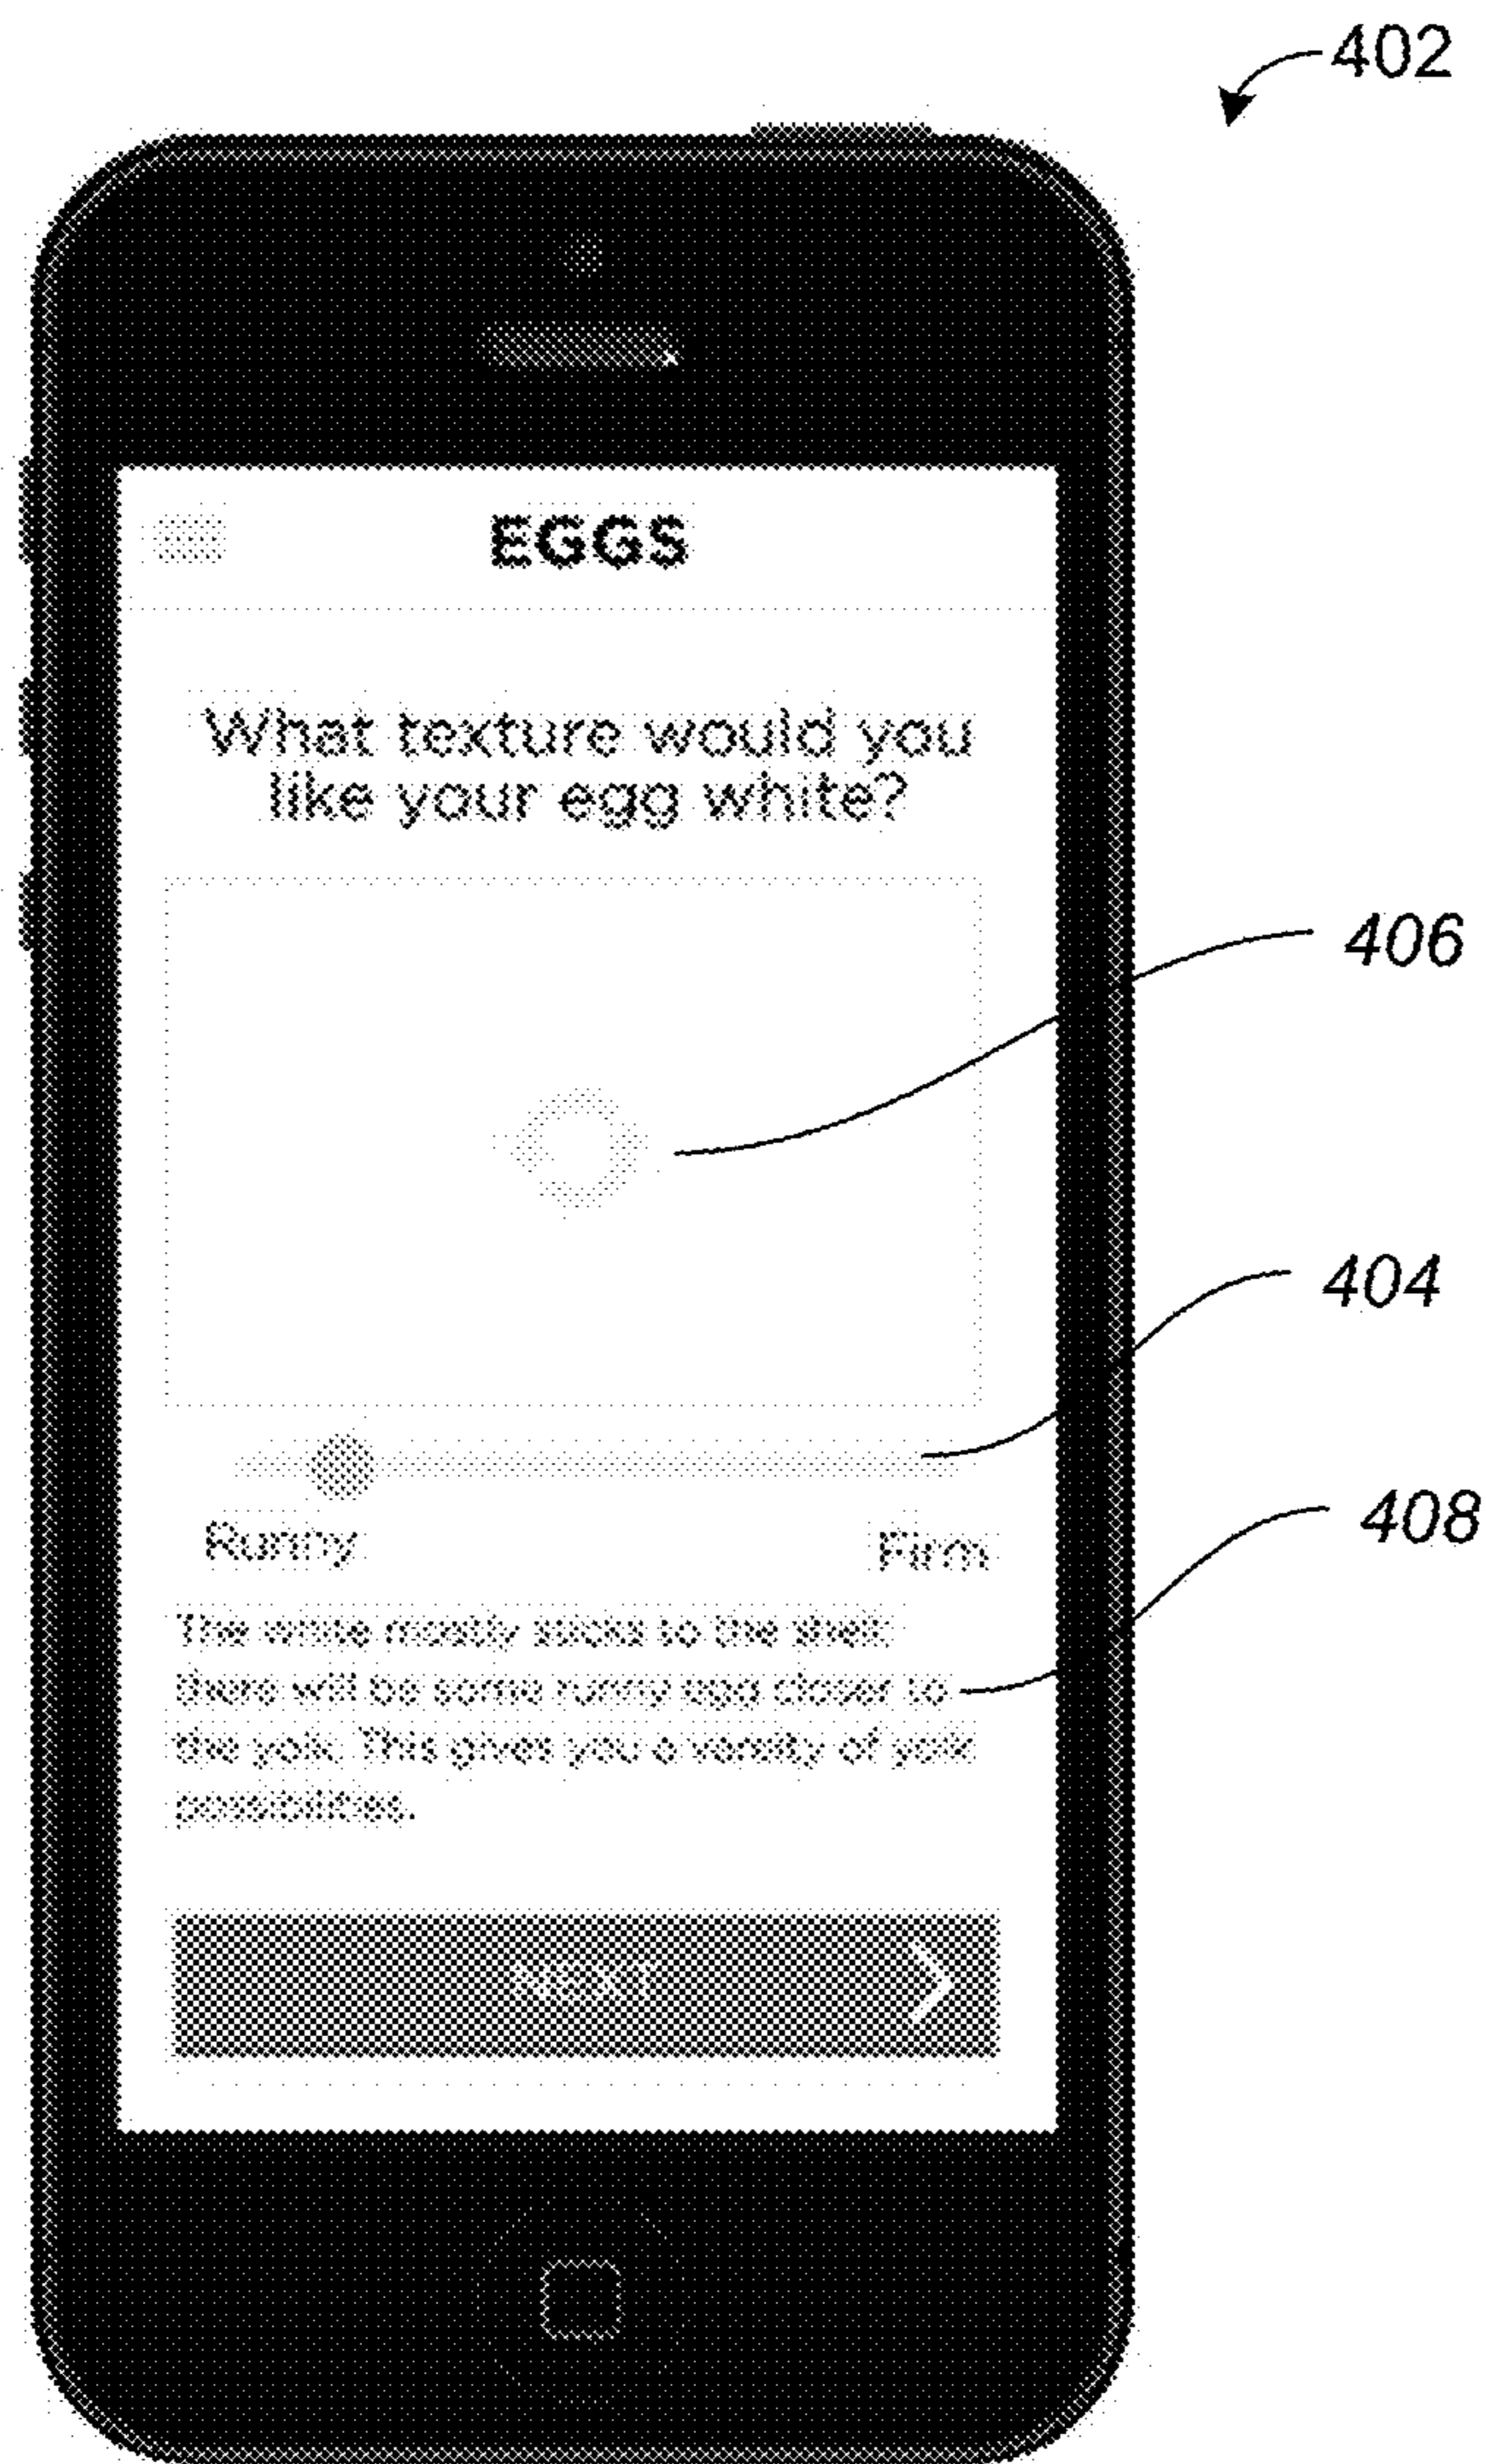 402
EGGS
What texture would you
like your egg white?
406
404
Runny
Firm
408
The white mostly sticks to the shell;
there will be some runny egg closer to
the yolk. This gives you a variety of yolk
possibilities.
NEXT